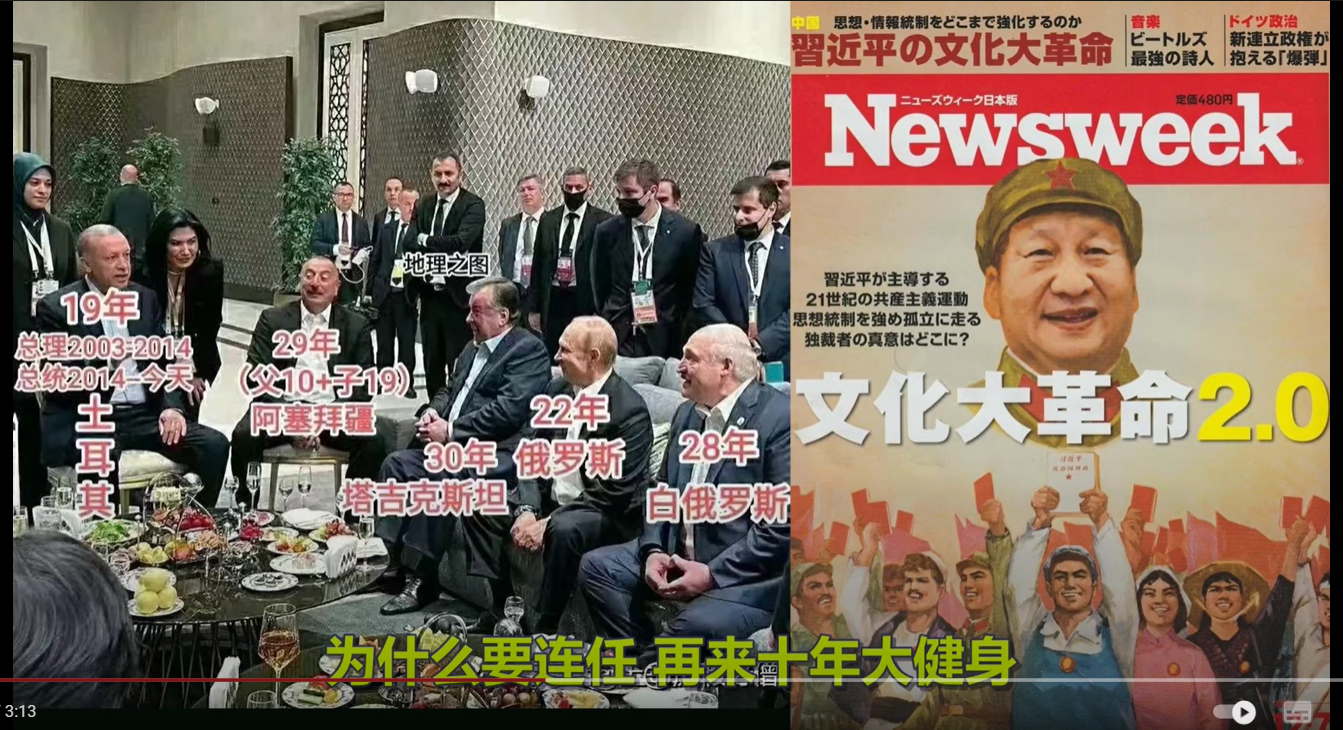 19年
总理2003-2014
总统2014-今天
土
耳
其
29年
（父10+子19）
阿塞拜疆
地理之图
30年
塔吉克斯坦
22年
俄罗斯
28年
白俄罗斯
中国 思想・情報統制をどこまで強化するのか
習近平の文化大革命
音楽
ビートルズ
最強の詩人
ドイツ政治
新連立政権が
抱える「爆弾」
ニューズウィーク日本版
定価480円
Newsweek
習近平が主導する
21世紀の共産主義運動
思想統制を強め孤立に走る
独裁者の真意はどこに?
文化大革命2.0
习近平
为什么要连任 再来十年大健身
3:13